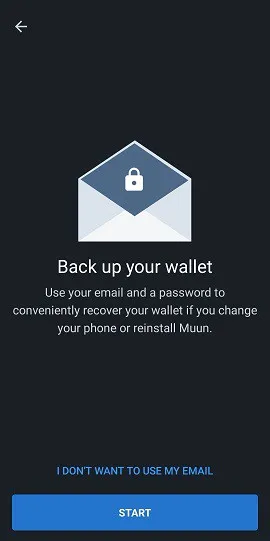 Back up your wallet
Use your email and a password to
conveniently recover your wallet if you change
your phone or reinstall Muun.
I DON'T WANT TO USE MY EMAIL
START